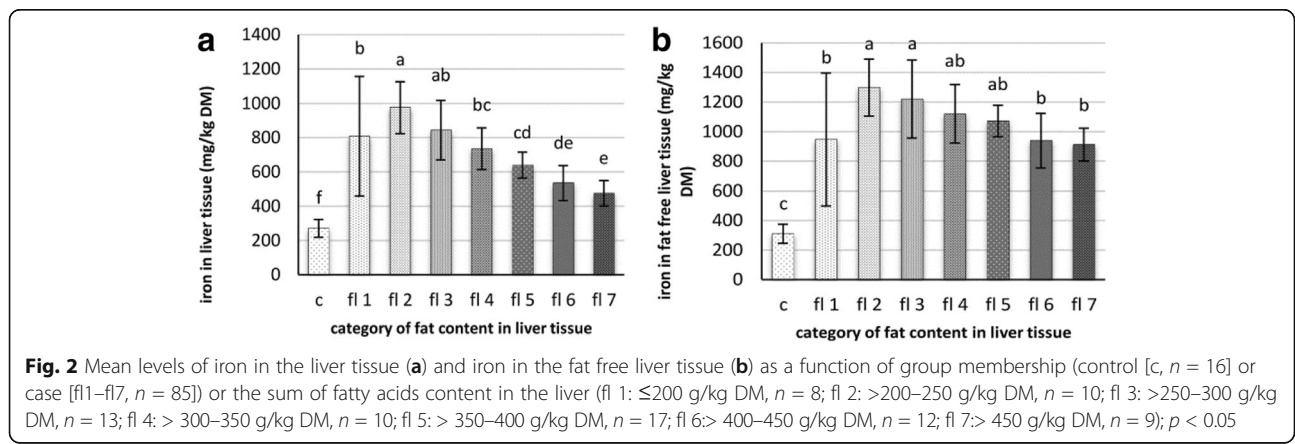 a
iron in liver tissue (mg/kg DM)
1400
1200
1000
800
600
400
200
0
f
b
a
ab
bc
cd
de
e
c fl 1 fl 2 fl 3 fl 4 fl 5 fl 6 fl 7
category of fat content in liver tissue
b
iron in fat free liver tissue (mg/kg
DM)
1600
1400
1200
1000
800
600
400
200
0
c
b
a
a
ab
ab
b
b
c fl 1 fl 2 fl 3 fl 4 fl 5 fl 6 fl 7
category of fat content in liver tissue
Fig. 2 Mean levels of iron in the liver tissue (a) and iron in the fat free liver tissue (b) as a function of group membership (control [c, n = 16] or
case [fl1–fl7, n = 85]) or the sum of fatty acids content in the liver (fl 1: ≤200 g/kg DM, n = 8; fl 2: >200–250 g/kg DM, n = 10; fl 3: >250–300 g/kg
DM, n = 13; fl 4: > 300–350 g/kg DM, n = 10; fl 5: > 350–400 g/kg DM, n = 17; fl 6:> 400–450 g/kg DM, n = 12; fl 7:> 450 g/kg DM, n = 9); p < 0.05